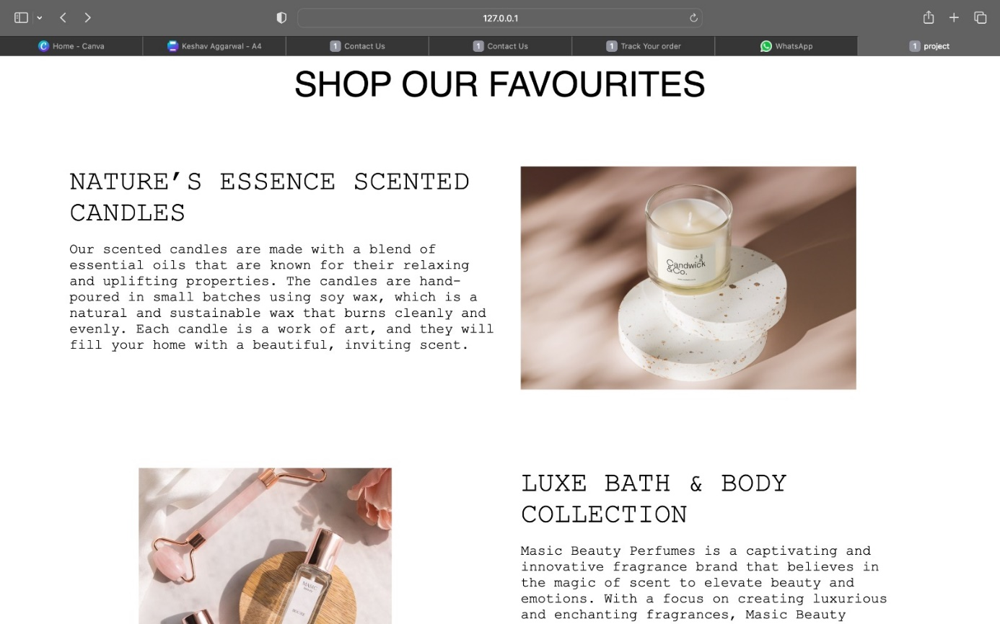 127.0.0.1
Home - Canva
Keshav Aggarwal - A4
1 Contact Us
1 Contact Us
1 Track Your order
WhatsApp
1 project
SHOP OUR FAVOURITES
NATURE’S ESSENCE SCENTED
CANDLES
Our scented candles are made with a blend of
essential oils that are known for their relaxing
and uplifting properties. The candles are hand-
poured in small batches using soy wax, which is a
natural and sustainable wax that burns cleanly and
evenly. Each candle is a work of art, and they will
fill your home with a beautiful, inviting scent.
Candwick
&Co.
LUXE BATH & BODY
COLLECTION
Masic Beauty Perfumes is a captivating and
innovative fragrance brand that believes in
the magic of scent to elevate beauty and
emotions. With a focus on creating luxurious
and enchanting fragrances, Masic Beauty
MASIC